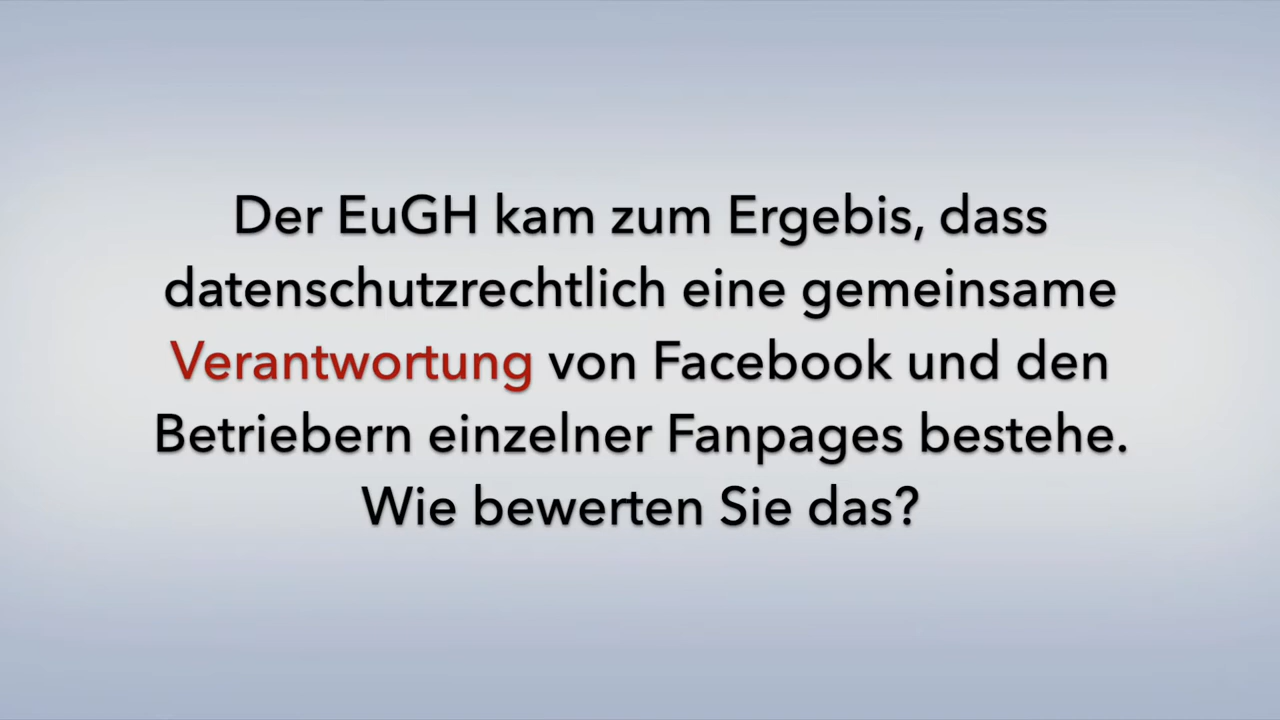 Der EuGH kam zum Ergebis, dass
datenschutzrechtlich eine gemeinsame
Verantwortung von Facebook und den
Betriebern einzelner Fanpages bestehe.
Wie bewerten Sie das?